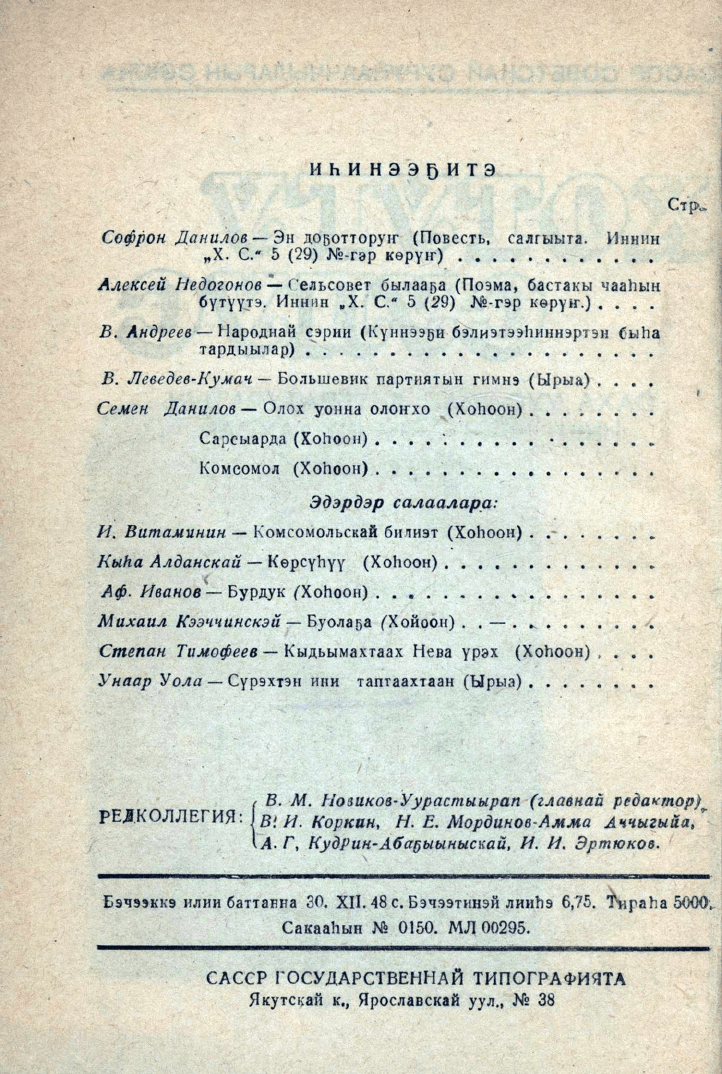 ИҺИНЭЭҔИТЭ
Стр.
Софрон Данилов — Эн доҕотторуҥ (Повесть, салгыыта. Иннин
„Х. С.“ 5 (29) №-гэр көрүҥ) . . . . . . . . . . . .
Алексей Недогонов — Сельсовет былааҕа (Поэма, бастакы чааһын
бүтүүтэ. Иннин „Х. С.“ 5 (29) №-гэр көрүҥ.) . . . .
В. Андреев — Народнай сэрии (Күннээҕи бэлиэтээһиннэртэн быһа
тардыылар) . . . . . . . . . . . . . . . . . . . . .
В. Леведев-Кумач — Большевик партиятын гимнэ (Ырыа) . . . .
Семен Данилов — Олох уонна олоҥхо (Хоһоон) . . . . . . . .
Сарсыарда (Хоһоон) . . . . . . . . . . . . . . . . .
Комсомол (Хоһоон) . . . . . . . . . . . . . . . . .
Эдэрдэр салаалара:
И. Витаминин — Комсомольскай билиэт (Хоһоон) . . . . . . . .
Кыһа Алданскай — Көрсүһүү (Хоһоон) . . . . . . . . . . . . .
Аф. Иванов — Бурдук (Хоһоон) . . . . . . . . . . . . . . . . .
Михаил Кээччинскэй — Буолаҕа (Хойоон) . . — . . . . . . . . .
Степан Тимофеев — Кыдьымахтаах Нева үрэх (Хоһоон) . . . .
Унаар Уола — Сүрэхтэн ини таптаахтаан (Ырыа) . . . . . . . .
РЕДКОЛЛЕГИЯ:
В. М. Новиков-Уурастыырап (главнай редактор),
В. И. Коркин, Н. Е. Мординов-Амма Аччыгыйа,
А. Г, Кудрин-Абаҕыыныскай, И. И. Эртюков.
Бэчээккэ илии баттанна 30. XII. 48 с. Бэчээтинэй лииһэ 6,75. Тираһа 5000.
Сакааһын № 0150. МЛ 00295.
САССР ГОСУДАРСТВЕННАЙ ТИПОГРАФИЯТА
Якутскай к., Ярославскай уул., № 38